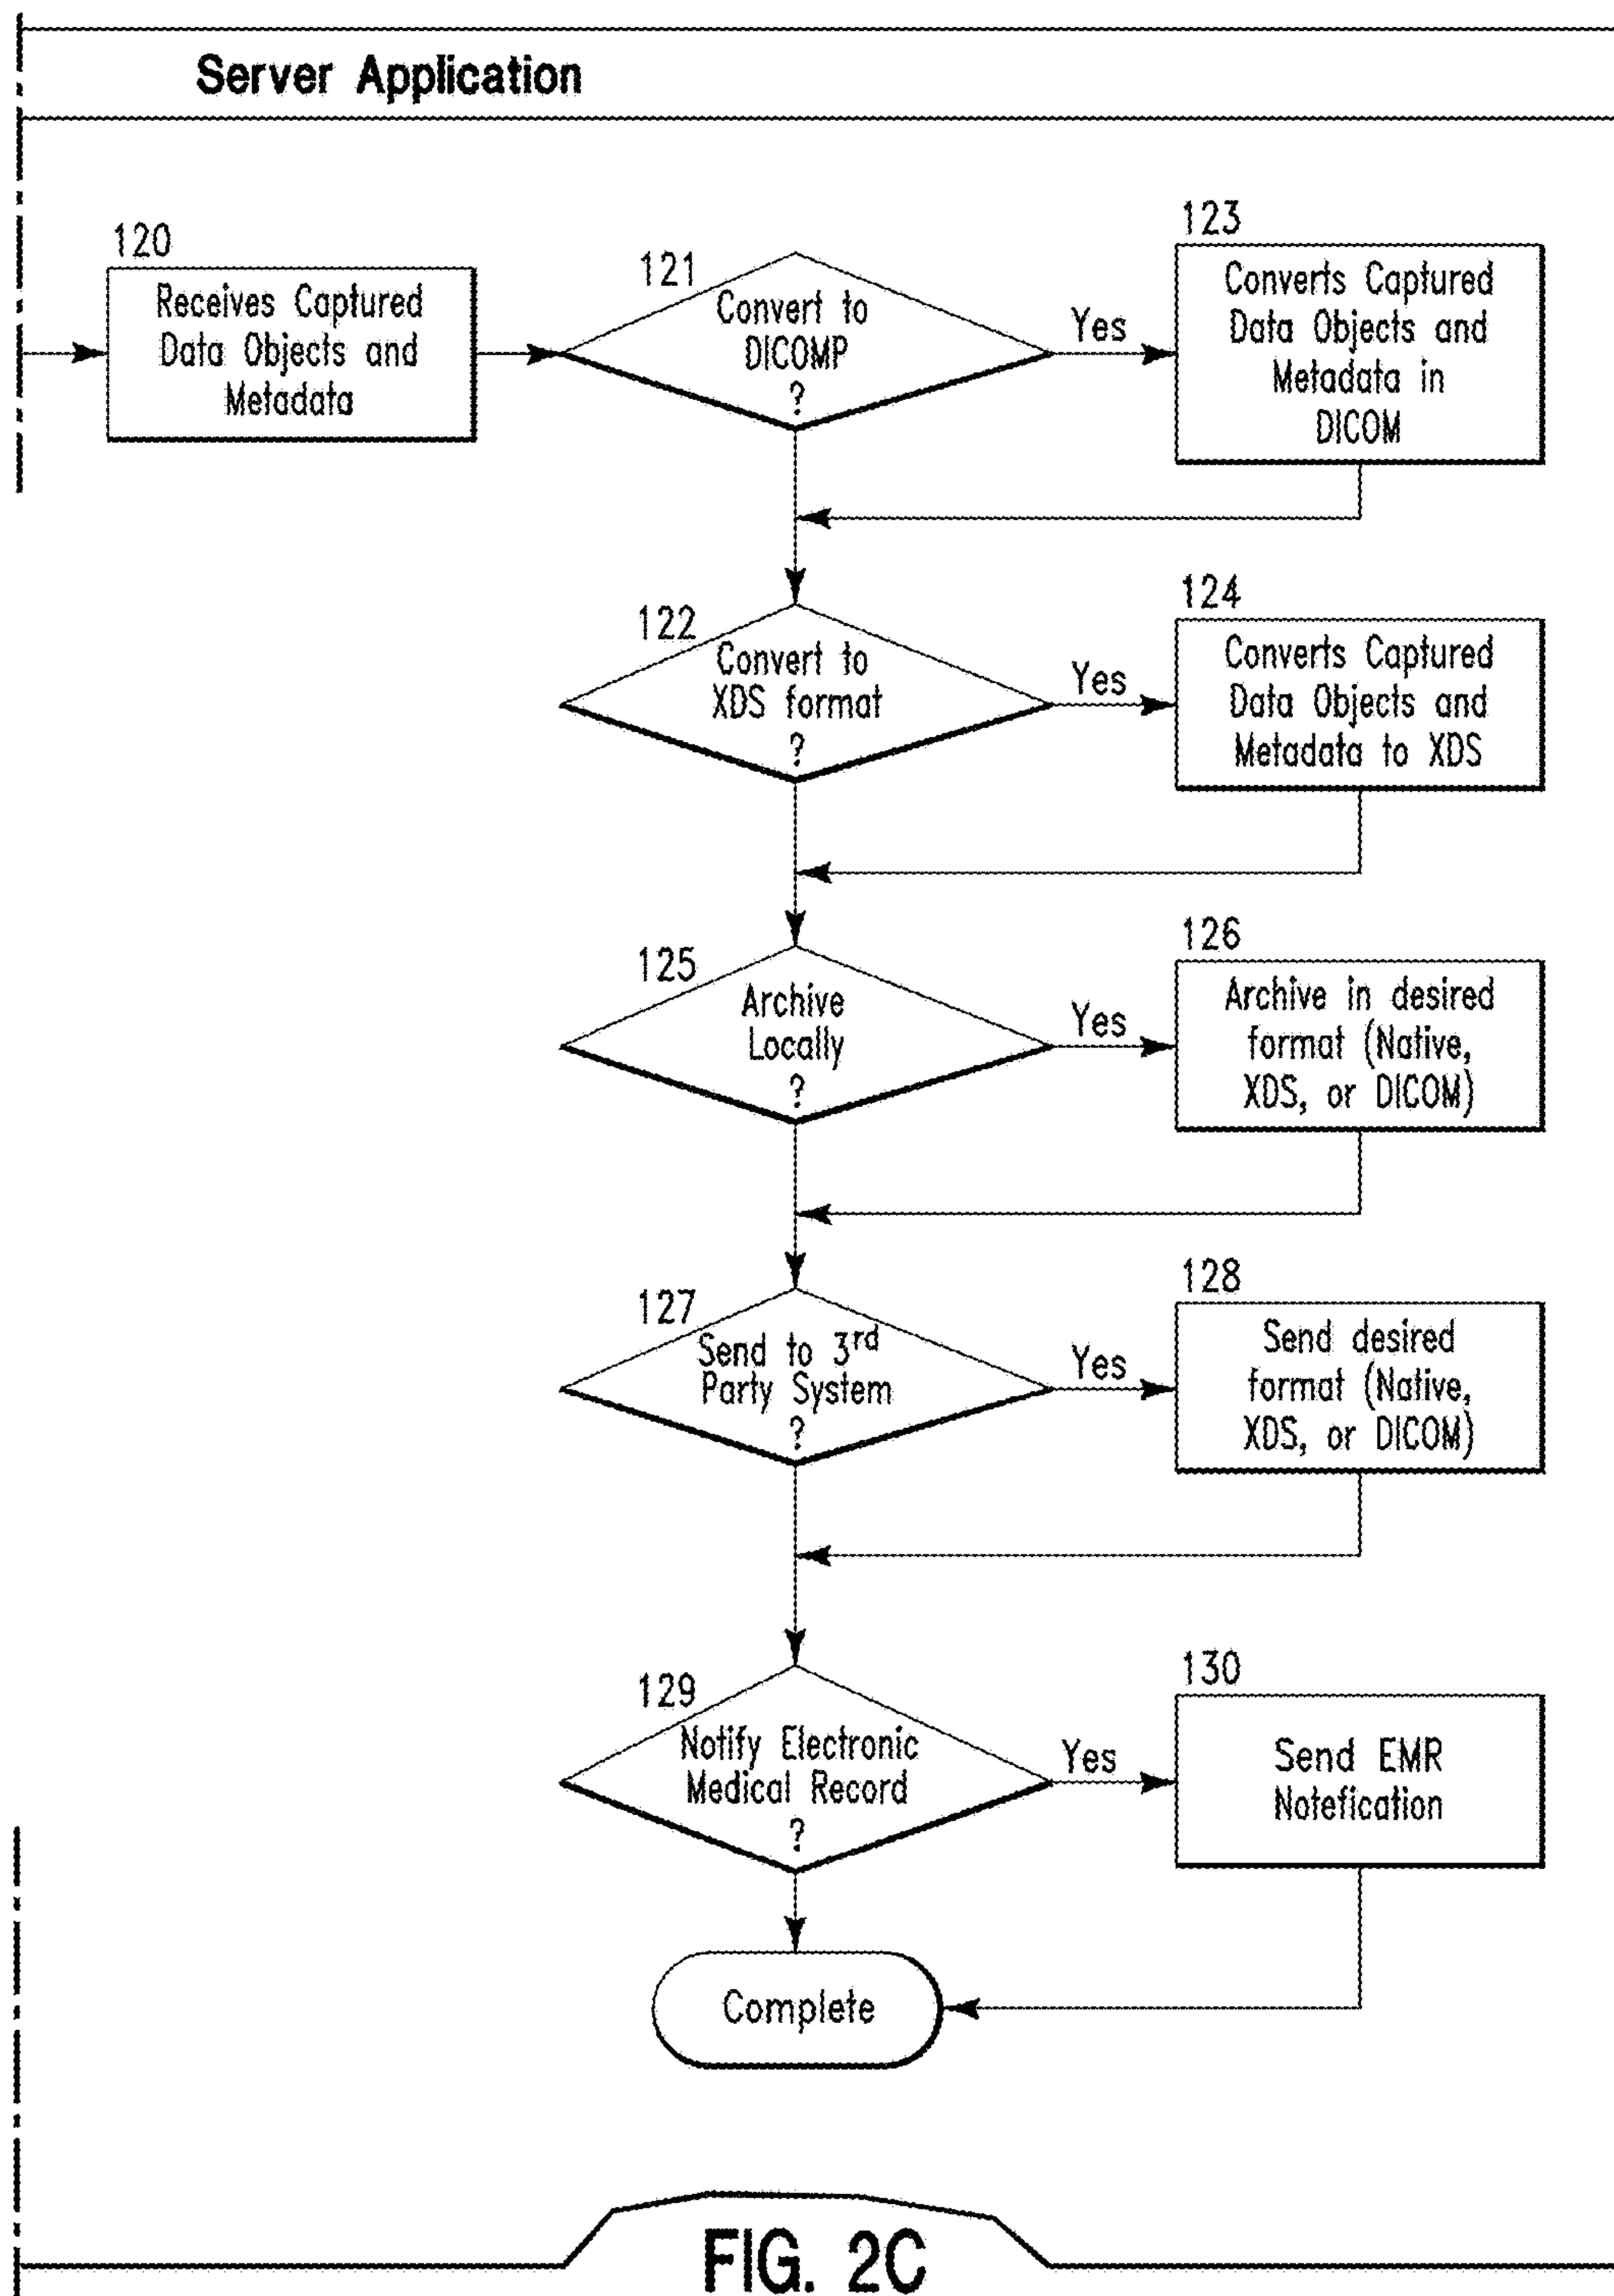 Server Application
120
Receives Captured
Data Objects and
Metadata
121
Convert to
DICOMP
?
Yes
123
Converts Captured
Data Objects and
Metadata in
DICOM
122
Convert to
XDS format
?
Yes
124
Converts Captured
Data Objects and
Metadata to XDS
125
Archive
Locally
?
Yes
126
Archive in desired
format (Native,
XDS, or DICOM)
127
Send to 3rd
Party System
?
Yes
128
Send desired
format (Native,
XDS, or DICOM)
129
Notify Electronic
Medical Record
?
Yes
130
Send EMR
Notefication
Complete
FIG. 2C